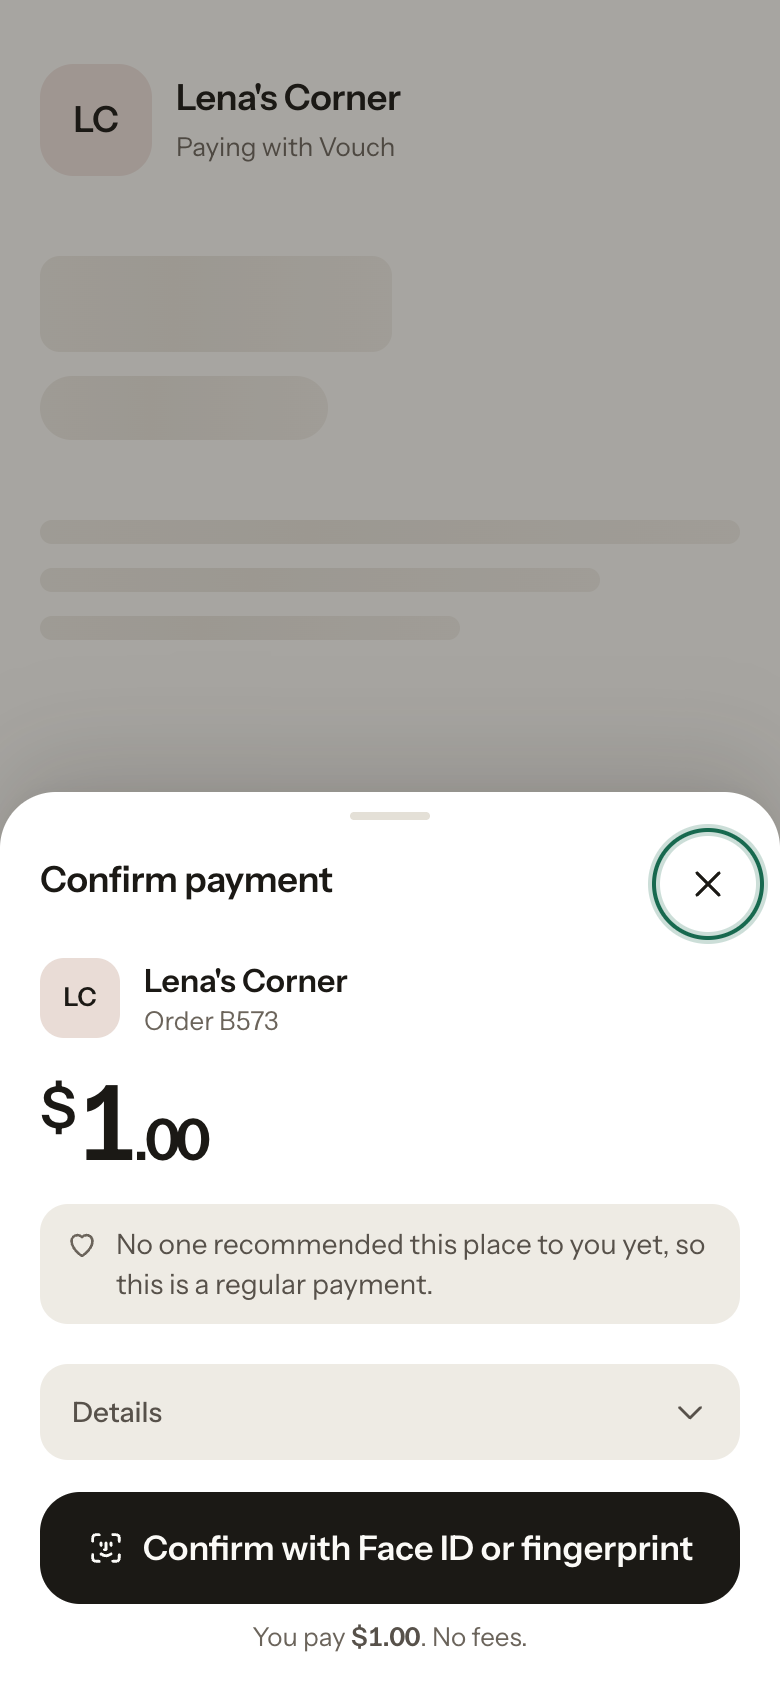 LC
Lena's Corner
Paying with Vouch
Confirm payment
LC
Lena's Corner
Order B573
$1.00
No one recommended this place to you yet, so
this is a regular payment.
Details
Confirm with Face ID or fingerprint
You pay $1.00. No fees.